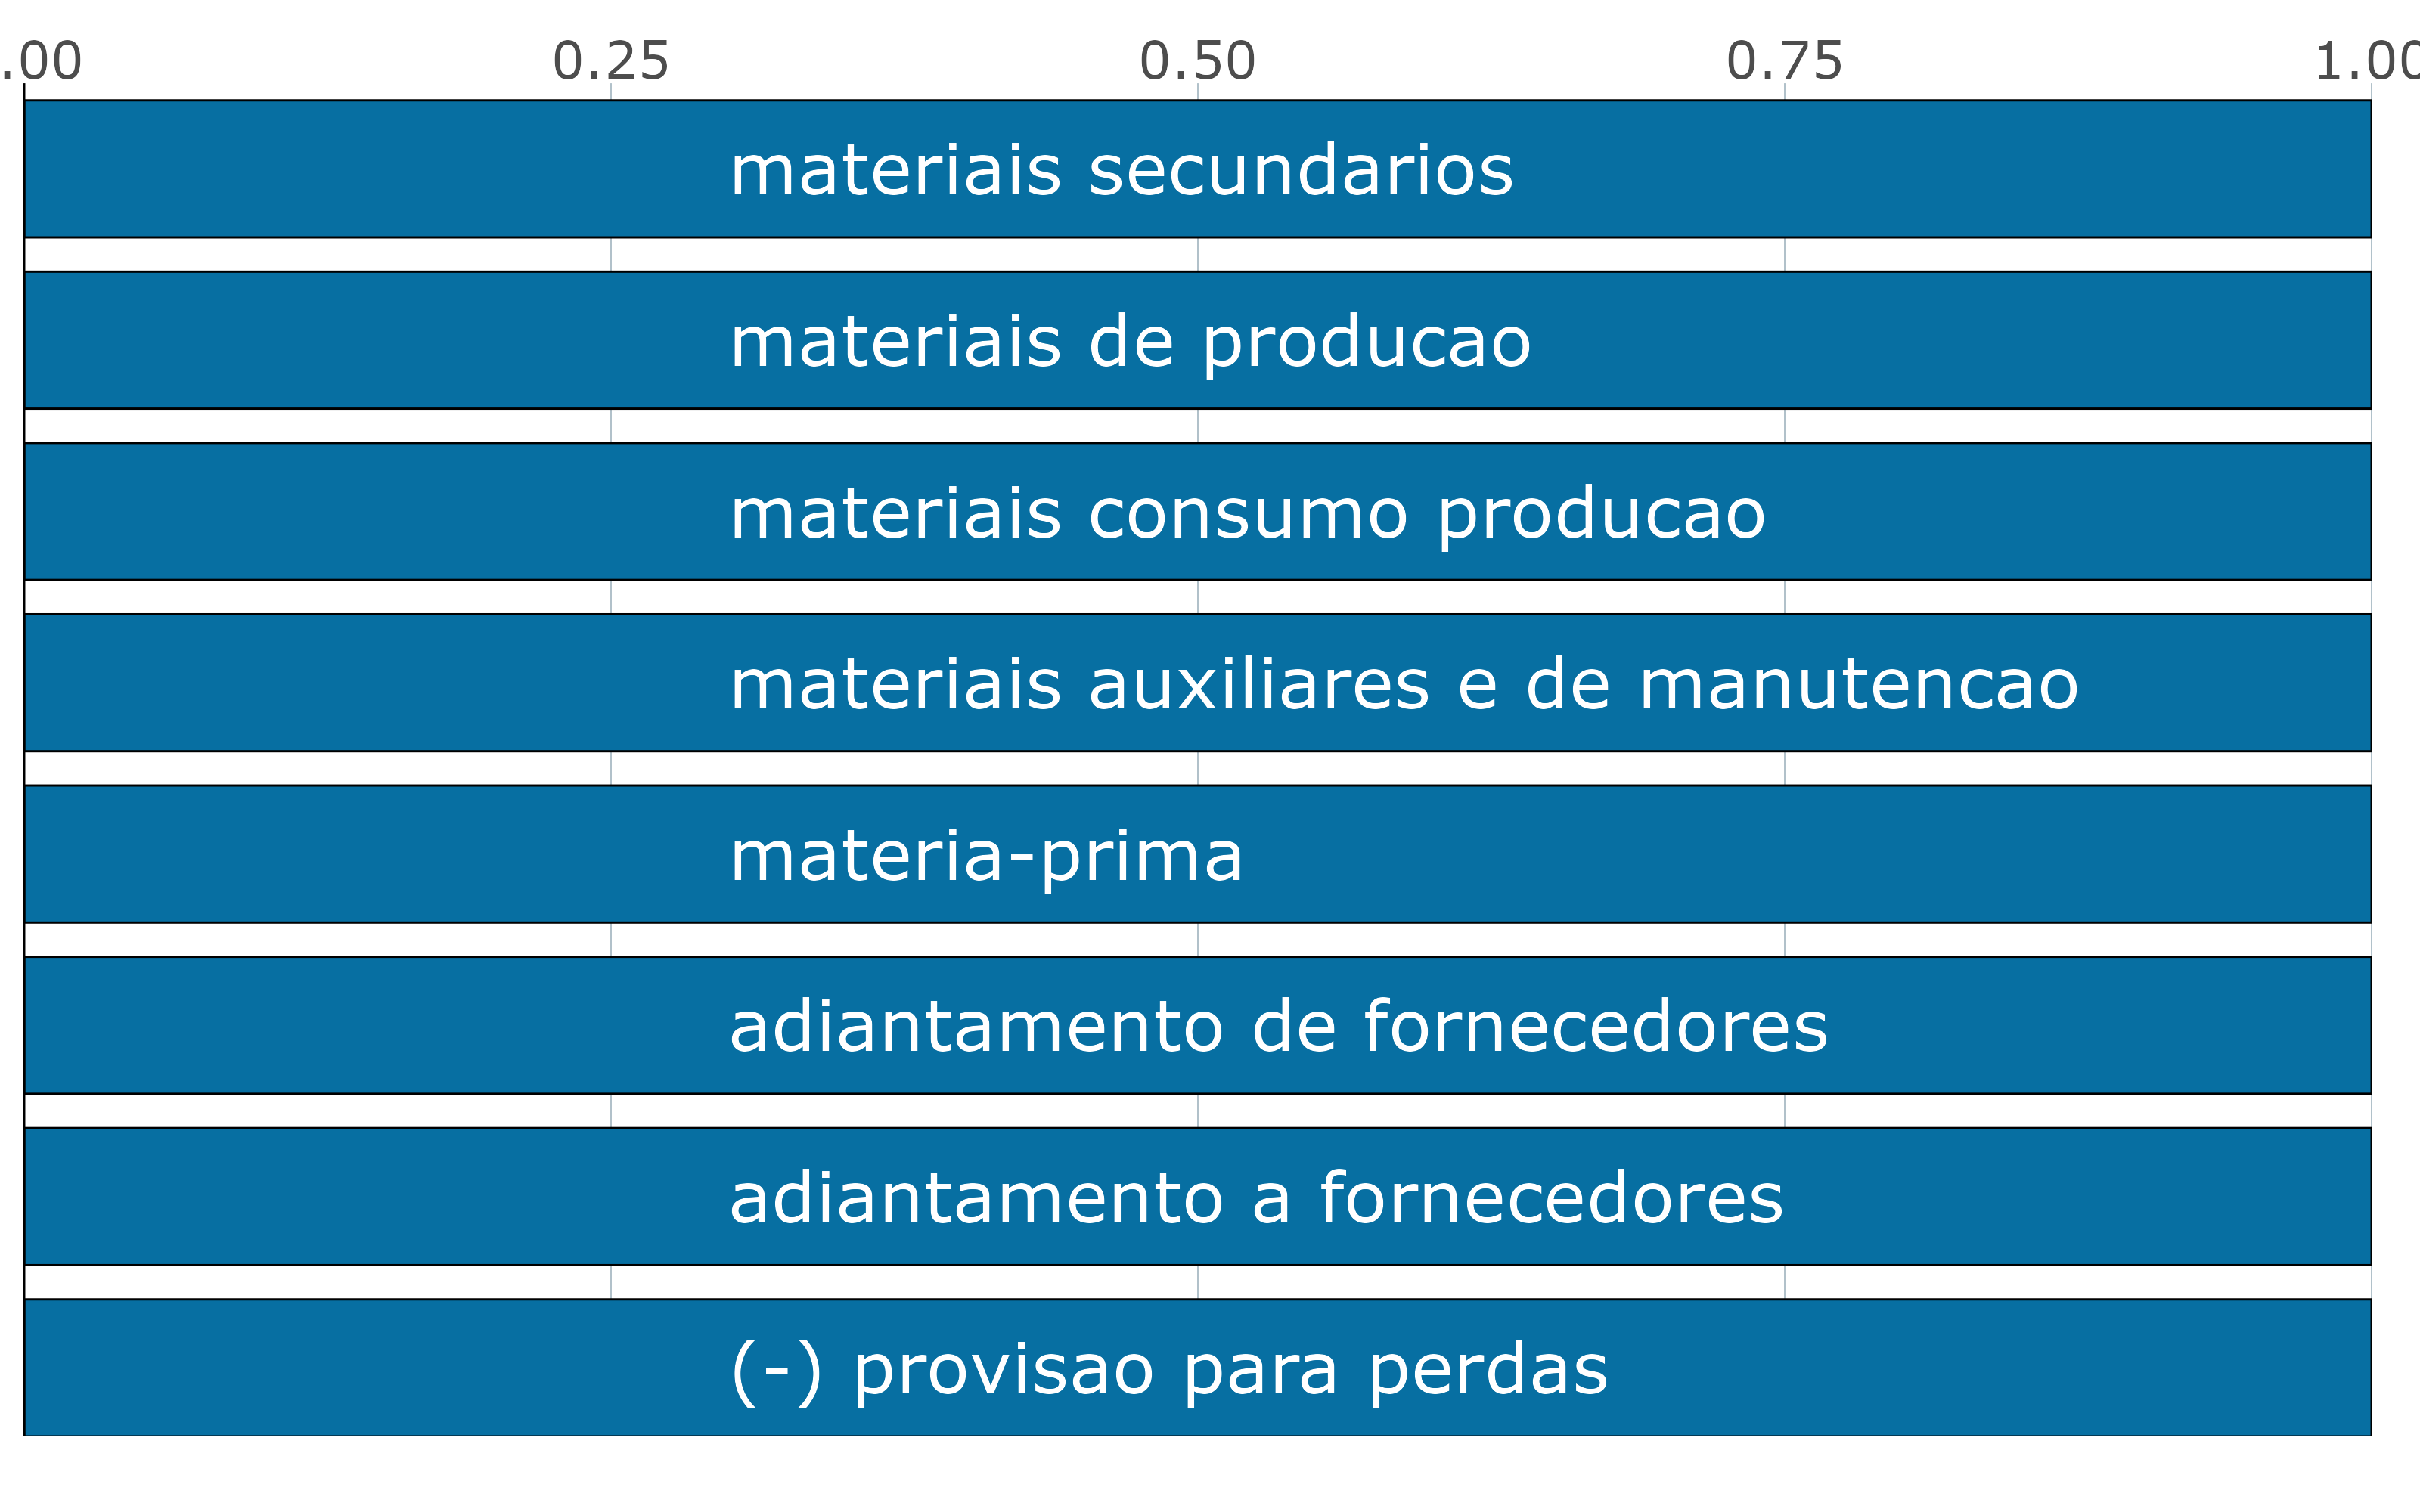 .00 0.25 0.50 0.75 1.00
materiais secundarios
materiais de producao
materiais consumo producao
materiais auxiliares e de manutencao
materia-prima
adiantamento de fornecedores
adiantamento a fornecedores
(-) provisao para perdas